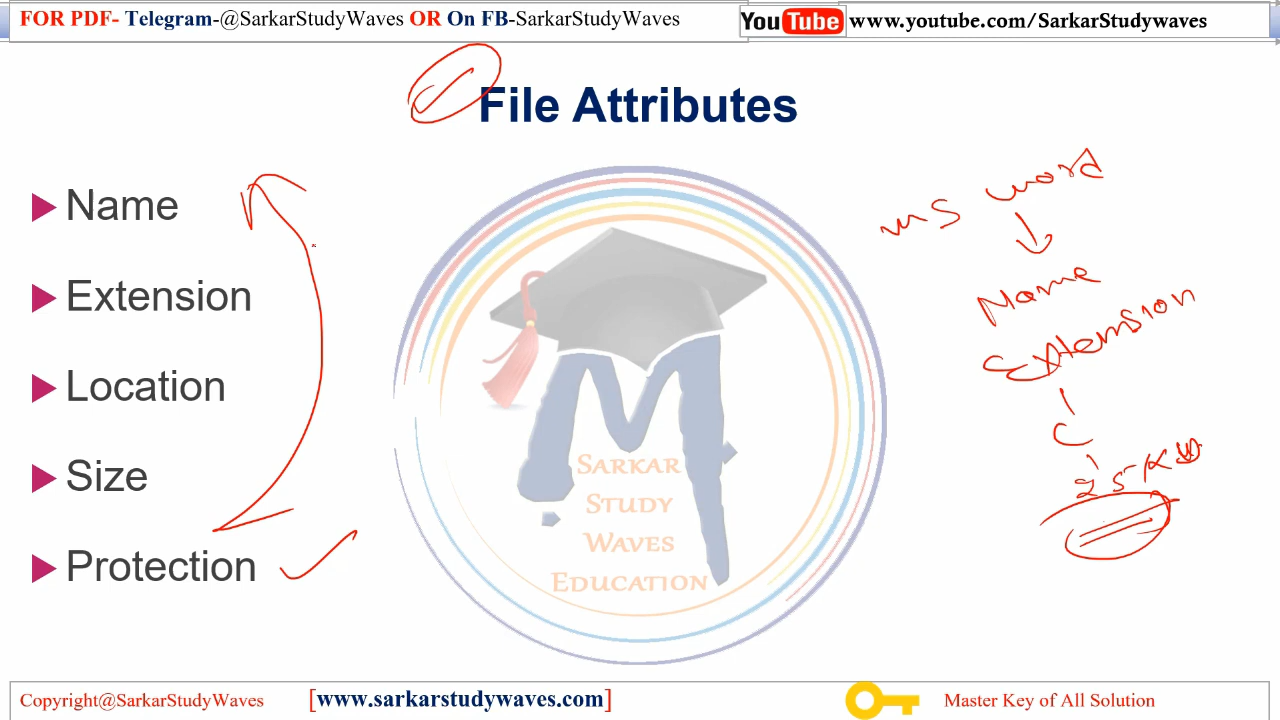 FOR PDF- Telegram-@SarkarStudyWaves OR On FB-SarkarStudyWaves
YouTube www.youtube.com/SarkarStudywaves
File Attributes
Name
Extension
Location
Size
Protection
ms word
Name
Extension
C
25 KB
SARKAR
STUDY
WAVES
EDUCATION
Copyright@SarkarStudyWaves
[www.sarkarstudywaves.com]
Master Key of All Solution